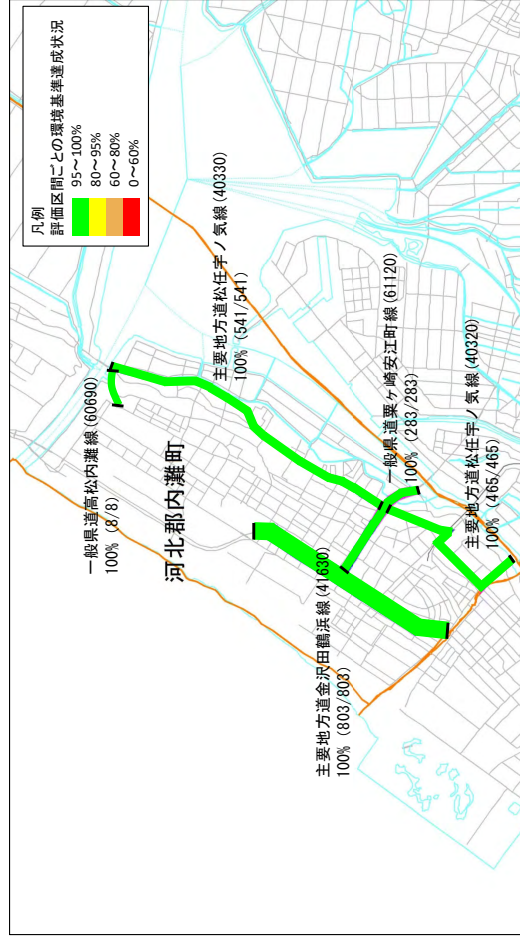 凡例
評価区間ごとの環境基準達成状況
95～100%
80～95%
60～80%
0～60%
一般県道高松内灘線(60690)
100% (8/8)
河北郡内灘町
主要地方道松任宇ノ気線(40330)
100% (541/541)
主要地方道金沢田鶴浜線(41630)
100% (803/803)
一般県道粟ヶ崎安江町線(61120)
100% (283/283)
主要地方道松任宇ノ気線(40320)
100% (465/465)